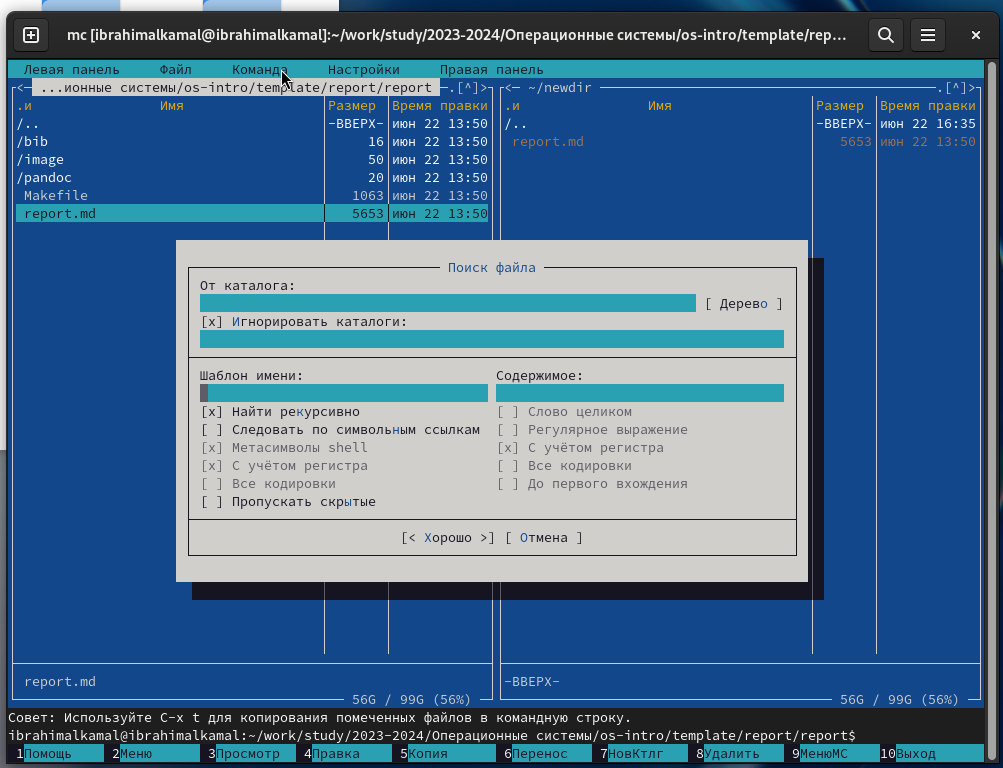 mc [ibrahimalkamal@ibrahimalkamal]:~/work/study/2023-2024/Операционные системы/os-intro/template/rep...
Левая панель Файл Команда Настройки Правая панель
<─ ...ионные системы/os-intro/template/report/report ─.[^]>
.и Имя Размер Время правки
/.. -ВВЕРХ- июн 22 13:50
/bib 16 июн 22 13:50
/image 50 июн 22 13:50
/pandoc 20 июн 22 13:50
Makefile 1063 июн 22 13:50
report.md 5653 июн 22 13:50
<─ ~/newdir .[^]>
.и Имя Размер Время правки
/.. -ВВЕРХ- июн 22 16:35
report.md 5653 июн 22 13:50
Поиск файла
От каталога:
[ Дерево ]
[x] Игнорировать каталоги:
Шаблон имени: Содержимое:
[x] Найти рекурсивно [ ] Слово целиком
[ ] Следовать по символьным ссылкам [ ] Регулярное выражение
[x] Метасимволы shell [x] С учётом регистра
[x] С учётом регистра [ ] Все кодировки
[ ] Все кодировки [ ] До первого вхождения
[ ] Пропускать скрытые
[< Хорошо >] [ Отмена ]
report.md -ВВЕРХ-
56G / 99G (56%) 56G / 99G (56%)
Совет: Используйте C-x t для копирования помеченных файлов в командную строку.
ibrahimalkamal@ibrahimalkamal:~/work/study/2023-2024/Операционные системы/os-intro/template/report/report$
1Помощь 2Меню 3Просмотр 4Правка 5Копия 6Перенос 7НовКтлг 8Удалить 9МенюMC 10Выход